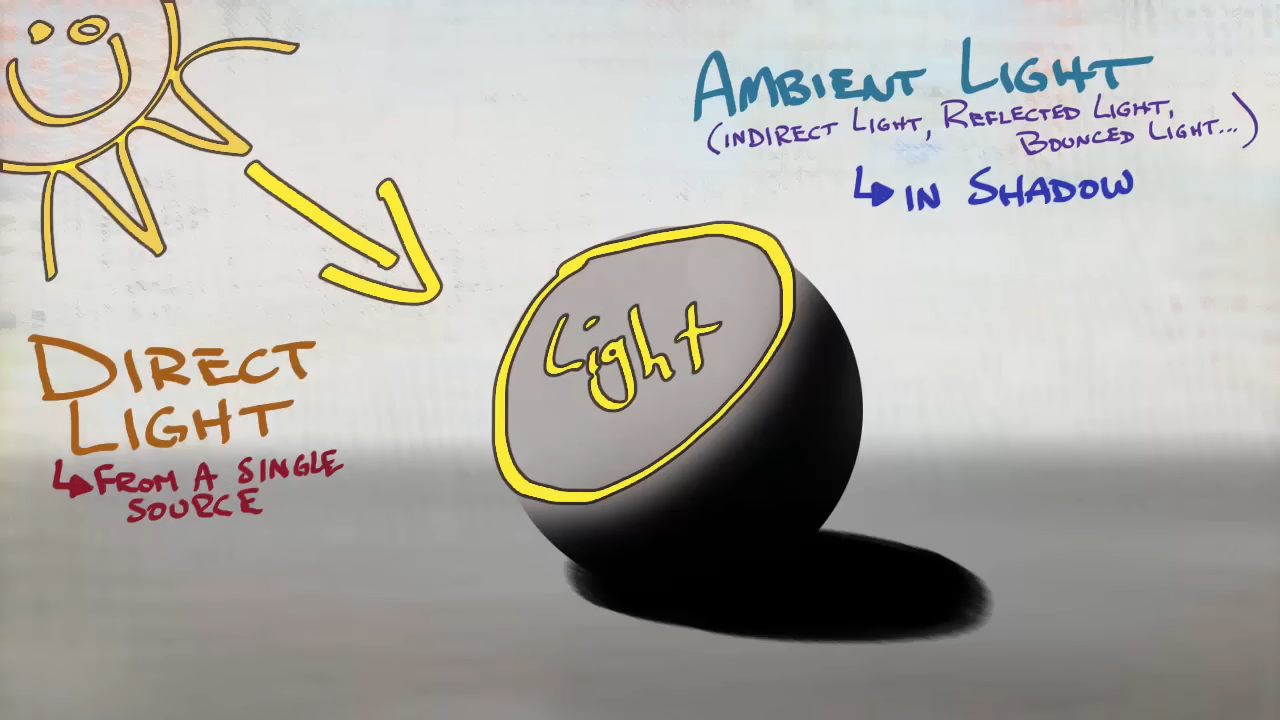 AMBIENT LIGHT
(INDIRECT LIGHT, REFLECTED LIGHT,
BOUNCED LIGHT...)
IN SHADOW
Light
DIRECT
LIGHT
FROM A SINGLE
SOURCE